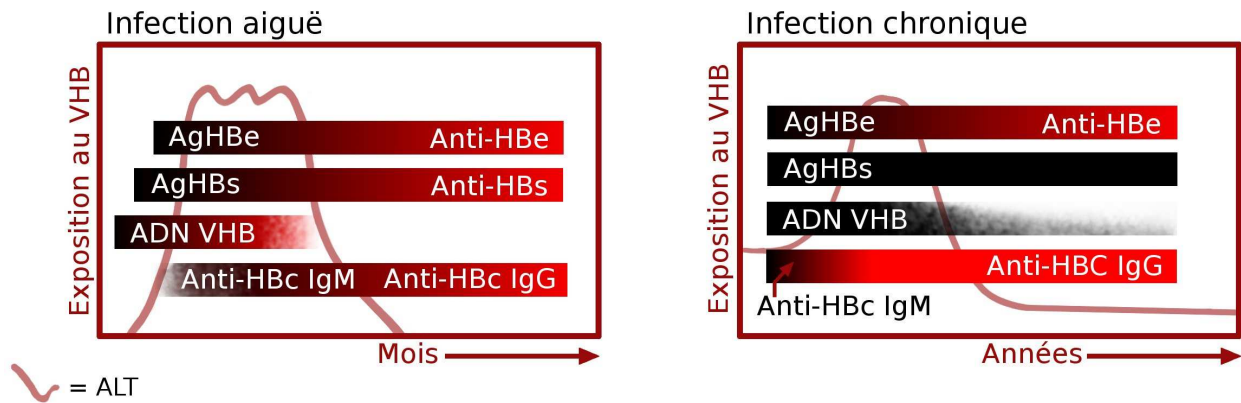 Infection aiguë
Exposition au VHB
AgHBe Anti-HBe
AgHBs Anti-HBs
ADN VHB
Anti-HBc IgM Anti-HBc IgG
Mois
= ALT
Infection chronique
Exposition au VHB
AgHBe Anti-HBe
AgHBs
ADN VHB
Anti-HBC IgG
Anti-HBc IgM
Années